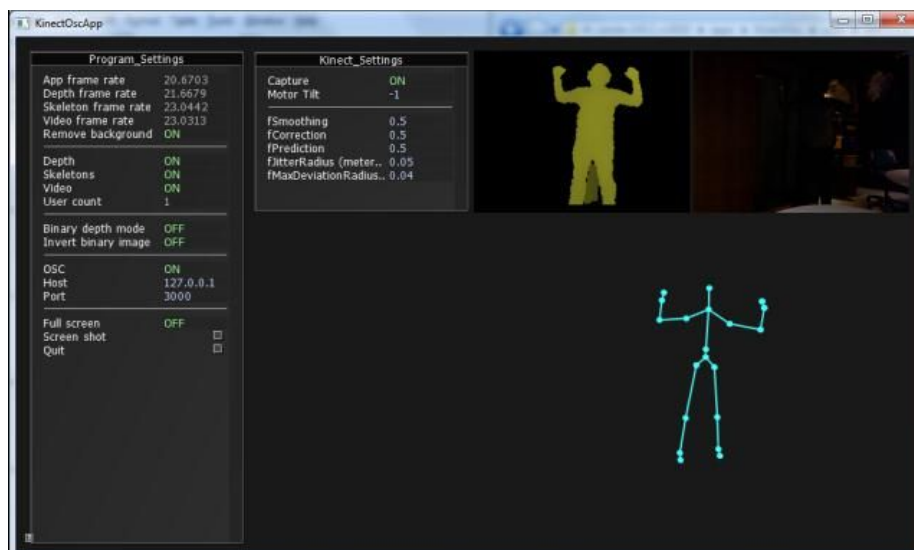 KinectOscApp
Program_Settings
App frame rate 20.6703
Depth frame rate 21.6679
Skeleton frame rate 23.0442
Video frame rate 23.0313
Remove background ON
Depth ON
Skeletons ON
Video ON
User count 1
Binary depth mode OFF
Invert binary image OFF
OSC ON
Host 127.0.0.1
Port 3000
Full screen OFF
Screen shot
Quit
Kinect_Settings
Capture ON
Motor Tilt -1
fSmoothing 0.5
fCorrection 0.5
fPrediction 0.5
fJitterRadius (meter.. 0.05
fMaxDeviationRadius.. 0.04